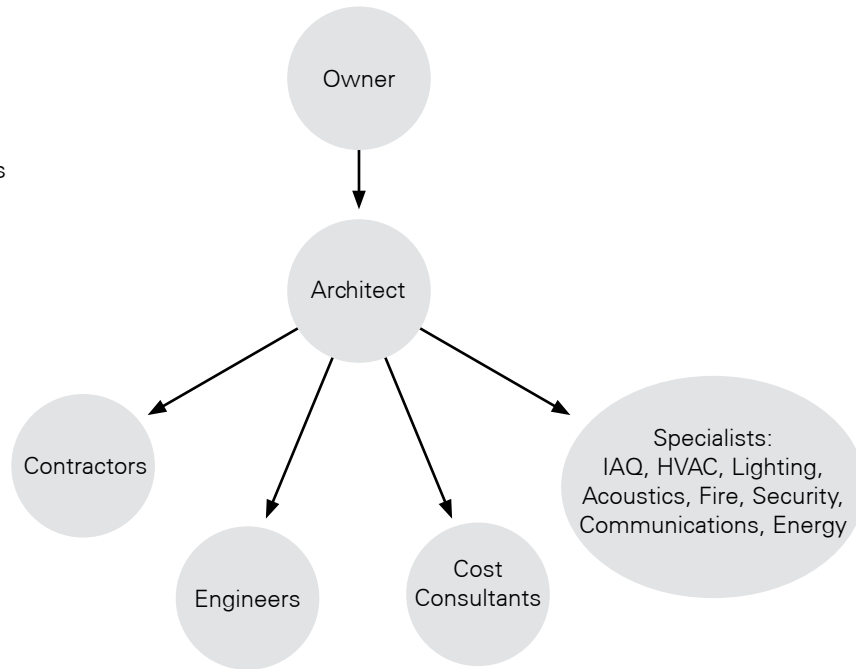 Owner
Architect
Contractors
Specialists:
IAQ, HVAC, Lighting,
Acoustics, Fire, Security,
Communications, Energy
Engineers
Cost
Consultants